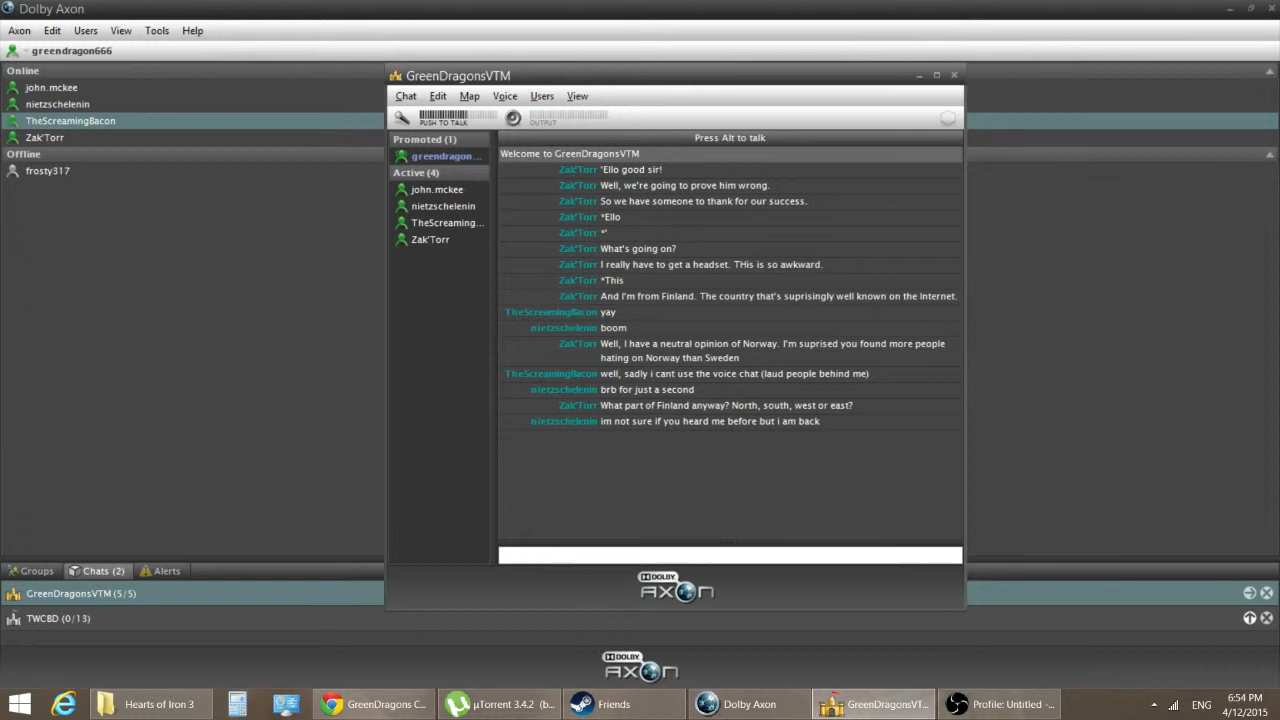 Dolby Axon
Axon Edit Users View Tools Help
greendragon666
Online
john.mckee
nietzschelenin
TheScreamingBacon
Zak'Torr
Offline
frosty317
GreenDragonsVTM
Chat Edit Map Voice Users View
PUSH TO TALK OUTPUT
Promoted (1)
greendragon...
Active (4)
john.mckee
nietzschelenin
TheScreaming...
Zak'Torr
Press Alt to talk
Welcome to GreenDragonsVTM
Zak'Torr 'Ello good sir!
Zak'Torr Well, we're going to prove him wrong.
Zak'Torr So we have someone to thank for our success.
Zak'Torr *Ello
Zak'Torr *'
Zak'Torr What's going on?
Zak'Torr I really have to get a headset. THis is so awkward.
Zak'Torr *This
Zak'Torr And I'm from Finland. The country that's suprisingly well known on the Internet.
TheScreamingBacon yay
nietzschelenin boom
Zak'Torr Well, I have a neutral opinion of Norway. I'm suprised you found more people
hating on Norway than Sweden
TheScreamingBacon well, sadly i cant use the voice chat (laud people behind me)
nietzschelenin brb for just a second
Zak'Torr What part of Finland anyway? North, south, west or east?
nietzschelenin im not sure if you heard me before but i am back
DOLBY
AXON
Groups Chats (2) Alerts
GreenDragonsVTM (5/5)
TWCBD (0/13)
DOLBY
AXON
Hearts of Iron 3 GreenDragons C... µTorrent 3.4.2 (b... Friends Dolby Axon GreenDragonsVT... Profile: Untitled -... ENG 6:54 PM
4/12/2015